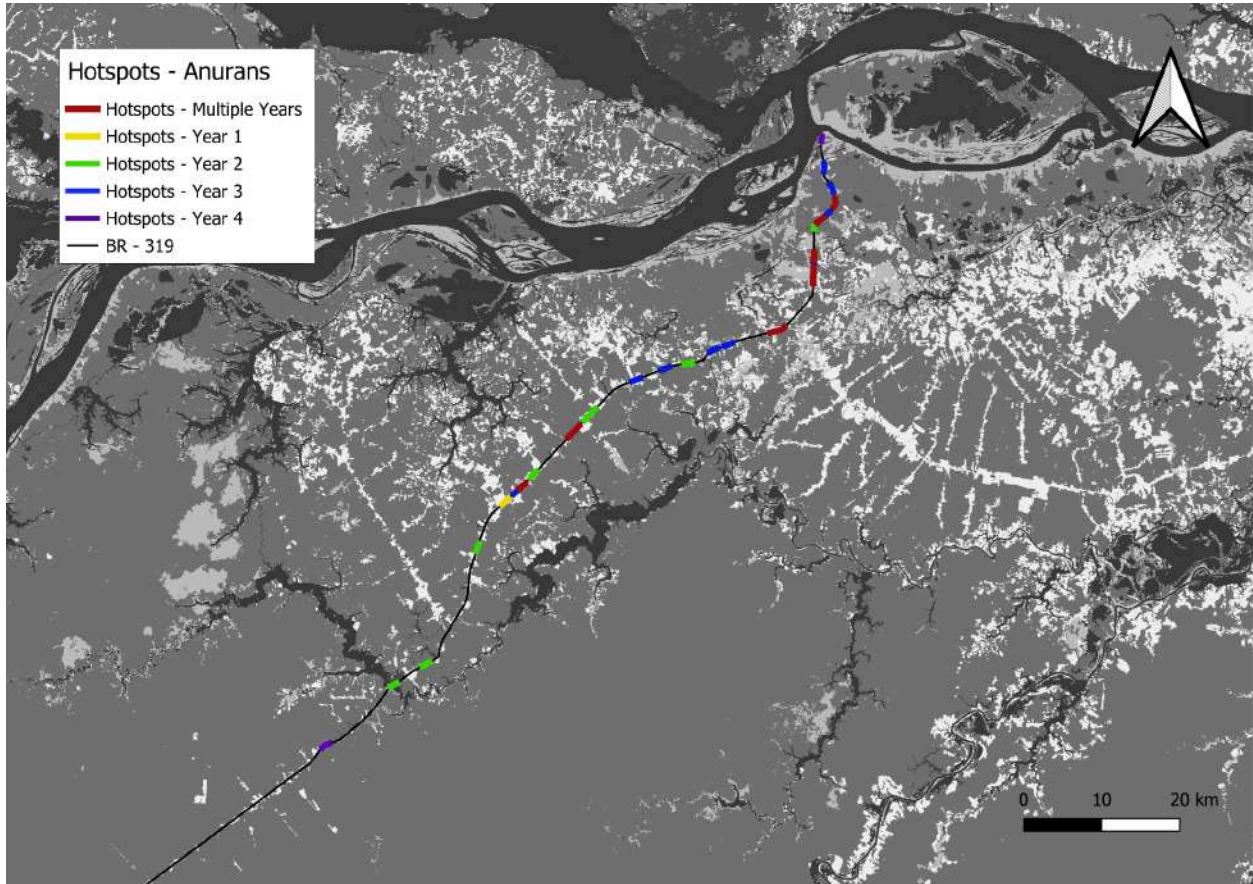 Hotspots - Anurans
Hotspots - Multiple Years
Hotspots - Year 1
Hotspots - Year 2
Hotspots - Year 3
Hotspots - Year 4
BR - 319
0 10 20 km